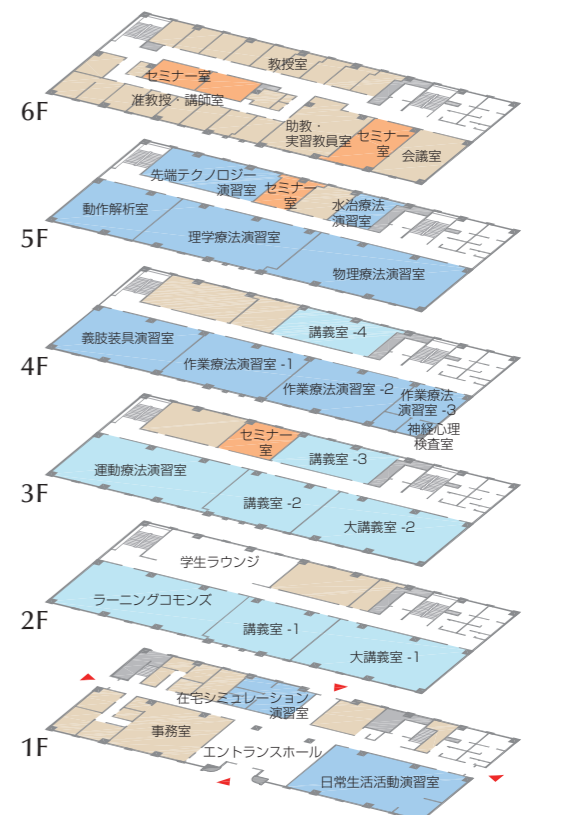 教授室
セミナー室
准教授・講師室
助教・
実習教員室
セミナー
室
会議室
6F
先端テクノロジー
演習室
セミナー
室
水治療法
演習室
動作解析室
理学療法演習室
物理療法演習室
5F
講義室 -4
義肢装具演習室
作業療法演習室 -1
作業療法演習室 -2
作業療法
演習室 -3
神経心理
検査室
4F
セミナー
室
講義室 -3
運動療法演習室
講義室 -2
大講義室 -2
3F
学生ラウンジ
ラーニングコモンズ
講義室 -1
大講義室 -1
2F
在宅シミュレーション
演習室
事務室
エントランスホール
日常生活活動演習室
1F